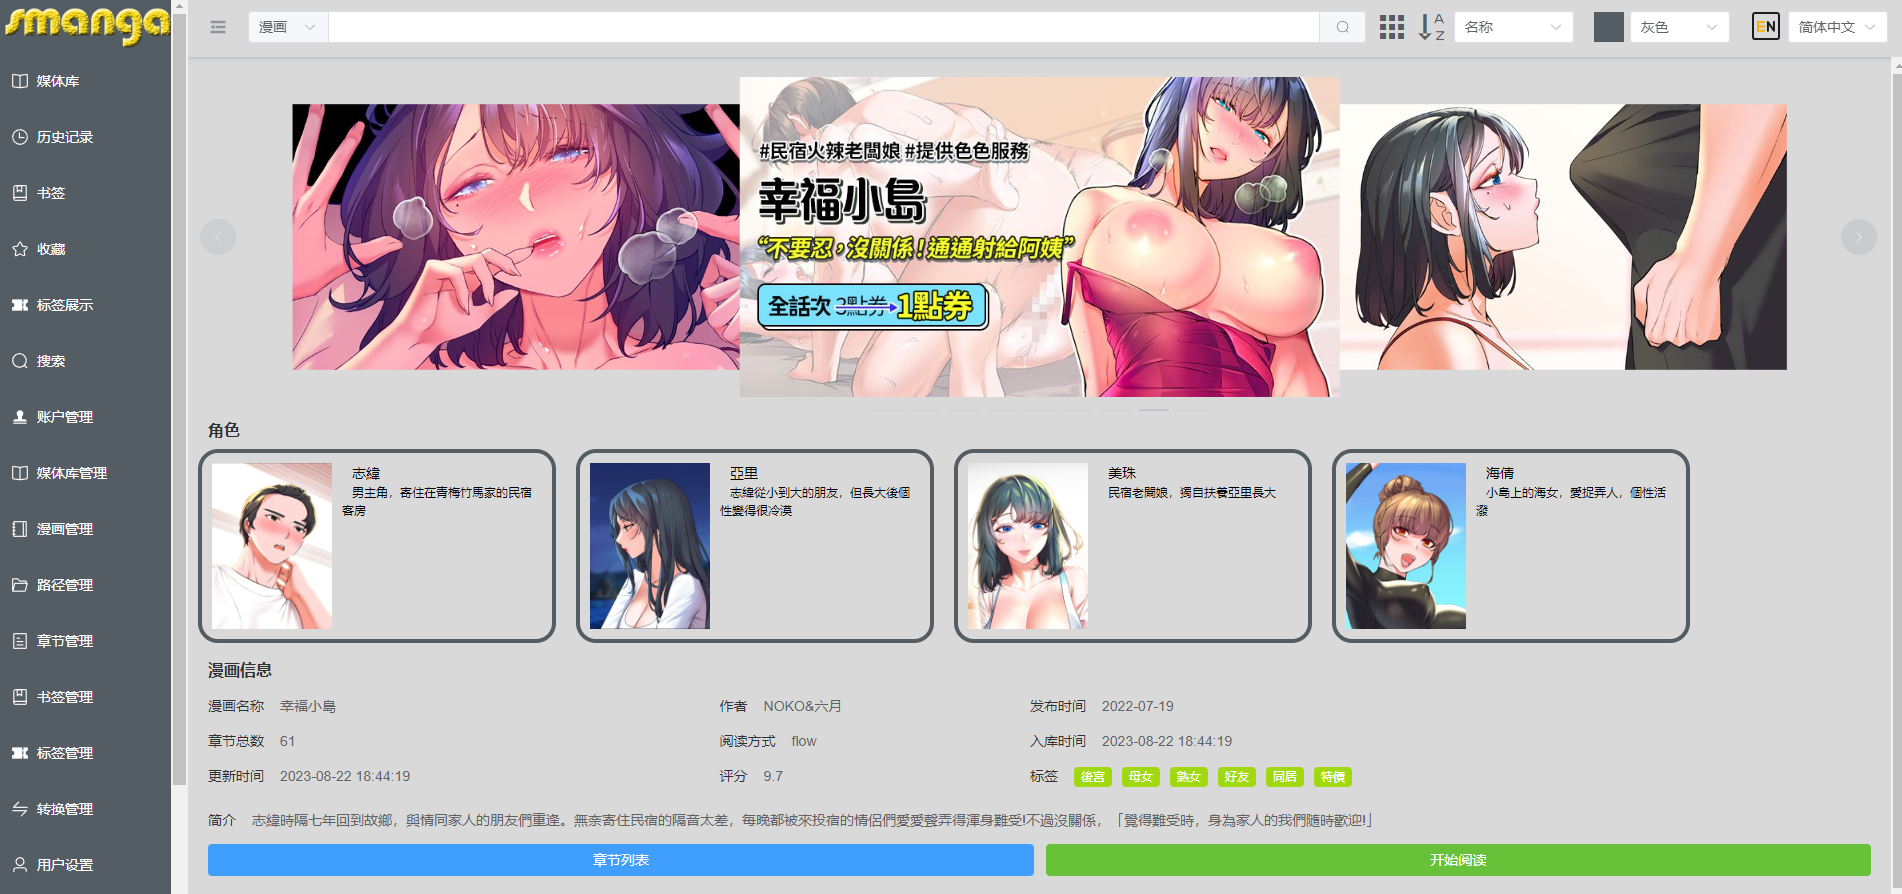 smanga
漫画
名称
灰色
EN
简体中文
媒体库
历史记录
书签
收藏
标签展示
搜索
账户管理
媒体库管理
漫画管理
路径管理
章节管理
书签管理
标签管理
转换管理
用户设置
#民宿火辣老闆娘 #提供色色服務
幸福小島
“不要忍，沒關係！通通射給阿姨”
全話次 3點券 1點券
角色
志緯
男主角，寄住在青梅竹馬家的民宿
客房
亞里
志緯從小到大的朋友，但長大後個
性變得很冷漠
美珠
民宿老闆娘，獨自扶養亞里長大
海倩
小島上的海女，愛捉弄人，個性活
潑
漫画信息
漫画名称 幸福小島
作者 NOKO&六月
发布时间 2022-07-19
章节总数 61
阅读方式 flow
入库时间 2023-08-22 18:44:19
更新时间 2023-08-22 18:44:19
评分 9.7
标签 後宮 母女 熟女 好友 同居 特價
简介 志緯時隔七年回到故鄉，與情同家人的朋友們重逢。無奈寄住民宿的隔音太差，每晚都被來投宿的情侶們愛愛聲弄得渾身難受!不過沒關係，「覺得難受時，身為家人的我們隨時歡迎!」
章节列表
开始阅读